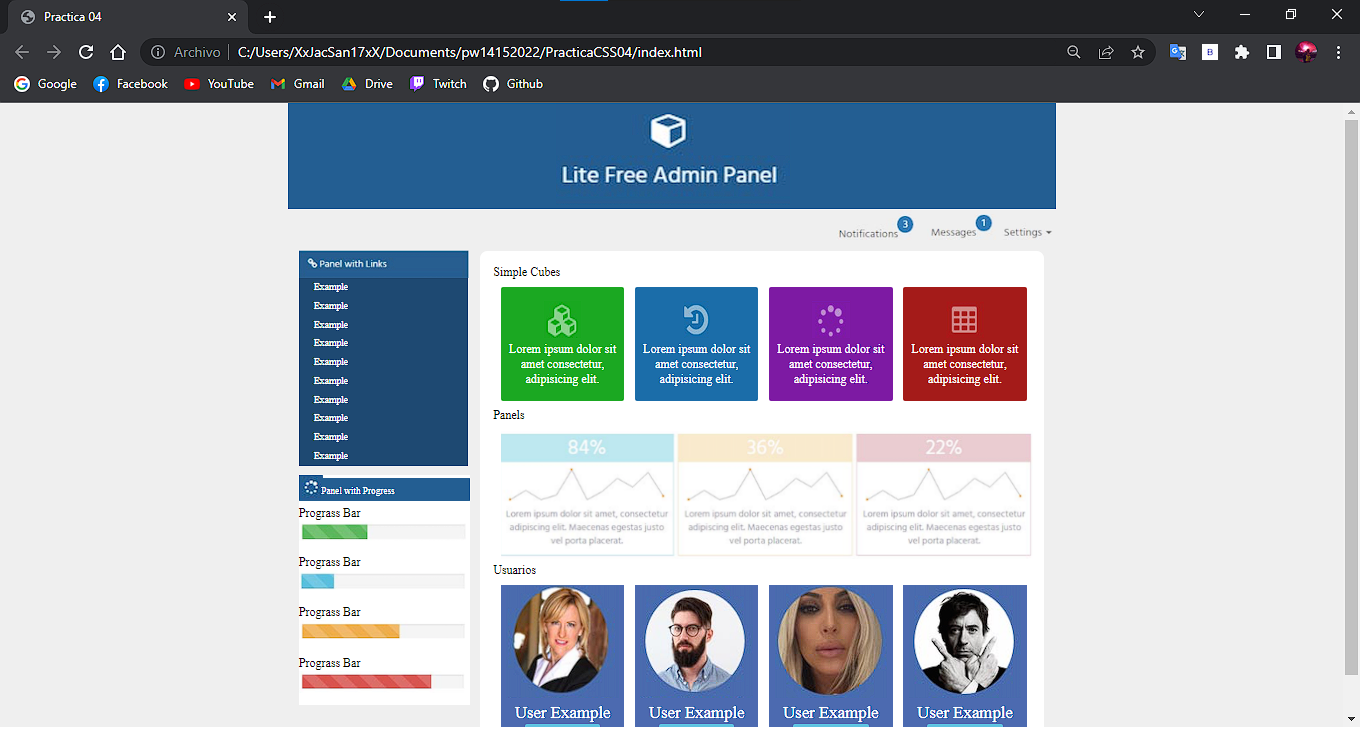 Practica 04
Archivo
C:/Users/XxJacSan17xX/Documents/pw14152022/PracticaCSS04/index.html
Google
Facebook
YouTube
Gmail
Drive
Twitch
Github
Lite Free Admin Panel
Notifications 3
Messages 1
Settings
Panel with Links
Example
Example
Example
Example
Example
Example
Example
Example
Example
Example
Panel with Progress
Prograss Bar
Prograss Bar
Prograss Bar
Prograss Bar
Simple Cubes
Lorem ipsum dolor sit
amet consectetur,
adipisicing elit.
Lorem ipsum dolor sit
amet consectetur,
adipisicing elit.
Lorem ipsum dolor sit
amet consectetur,
adipisicing elit.
Lorem ipsum dolor sit
amet consectetur,
adipisicing elit.
Panels
84%
Lorem ipsum dolor sit amet, consectetur
adipiscing elit. Maecenas egestas justo
vel porta placerat.
36%
Lorem ipsum dolor sit amet, consectetur
adipiscing elit. Maecenas egestas justo
vel porta placerat.
22%
Lorem ipsum dolor sit amet, consectetur
adipiscing elit. Maecenas egestas justo
vel porta placerat.
Usuarios
User Example
User Example
User Example
User Example